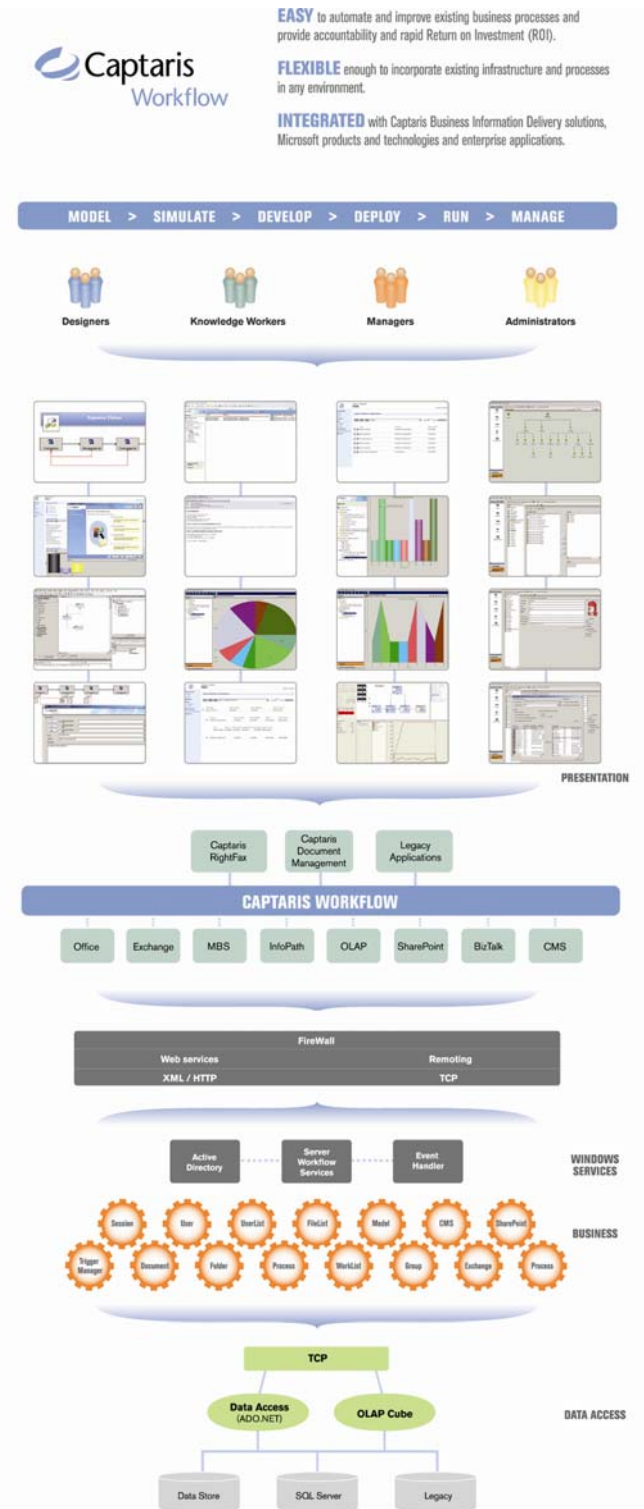 EASY to automate and improve existing business processes and
provide accountability and rapid Return on Investment (ROI).
Captaris
Workflow
FLEXIBLE enough to incorporate existing infrastructure and processes
in any environment.
INTEGRATED with Captaris Business Information Delivery solutions,
Microsoft products and technologies and enterprise applications.
MODEL > SIMULATE > DEVELOP > DEPLOY > RUN > MANAGE
Designers
Knowledge Workers
Managers
Administrators
PRESENTATION
Captaris
RightFax
Captaris
Document
Management
Legacy
Applications
CAPTARIS WORKFLOW
Office
Exchange
MBS
InfoPath
OLAP
SharePoint
BizTalk
CMS
FireWall
Web services
Remoting
XML / HTTP
TCP
Active
Directory
Server
Workflow
Services
Event
Handler
WINDOWS
SERVICES
Session
User
UserList
FileList
Model
CMS
SharePoint
BUSINESS
Trigger
Manager
Document
Folder
Process
WorkList
Group
Exchange
Process
TCP
Data Access
(ADO.NET)
OLAP Cube
DATA ACCESS
Data Store
SQL Server
Legacy